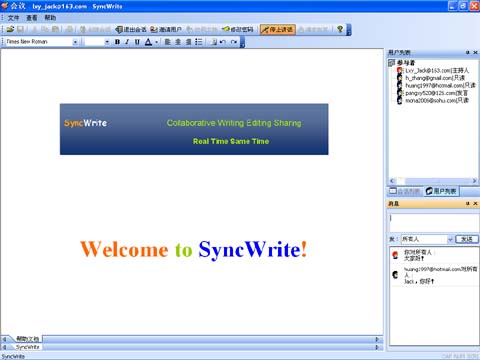 会议 lxy_jack@163.com SyncWrite
文件 查看 帮助
退出会话 邀请用户 修改密码 停止讲话
Times New Roman
B I U A
用户列表
参与者
Lxy_Jack@163.com(主持人
h_zhang@gmail.com(只读
huang1997@hotmail.com(只读
pangxy520@126.com(发言
mona2006@sohu.com(只读
SyncWrite
Collaborative Writing Editing Sharing
Real Time Same Time
会话列表 用户列表
消息
Welcome to SyncWrite!
发: 所有人 发送
你对所有人:
大家好!
huang1997@hotmail.com对所有人:
Jack，你好!
帮助文档
SyncWrite
SyncWrite
CAP NUM SCRL